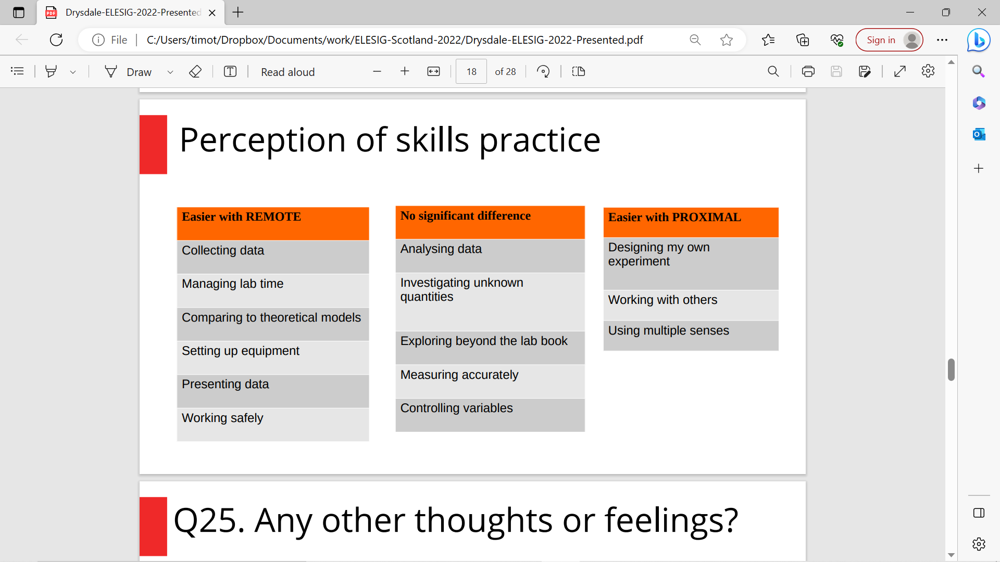 Drysdale-ELESIG-2022-Presented
File
C:/Users/timot/Dropbox/Documents/work/ELESIG-Scotland-2022/Drysdale-ELESIG-2022-Presented.pdf
Sign in
Draw
Read aloud
18
of 28
Perception of skills practice
Easier with REMOTE
Collecting data
Managing lab time
Comparing to theoretical models
Setting up equipment
Presenting data
Working safely
No significant difference
Analysing data
Investigating unknown
quantities
Exploring beyond the lab book
Measuring accurately
Controlling variables
Easier with PROXIMAL
Designing my own
experiment
Working with others
Using multiple senses
Q25. Any other thoughts or feelings?